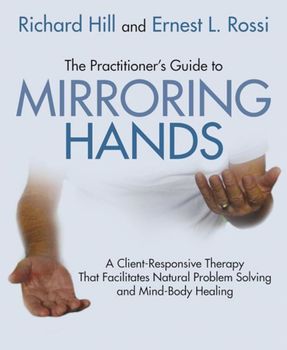 Richard Hill and Ernest L. Rossi
The Practitioner's Guide to
MIRRORING
HANDS
A Client-Responsive Therapy
That Facilitates Natural Problem Solving
and Mind-Body Healing